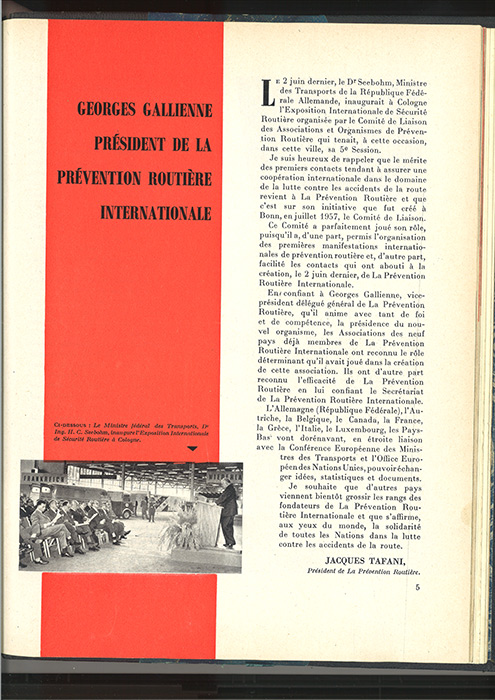 GEORGES GALLIENNE
PRÉSIDENT DE LA
PRÉVENTION ROUTIÈRE
INTERNATIONALE
LE 2 juin dernier, le Dr Seebohm, Ministre
des Transports de la République Fédé-
rale Allemande, inaugurait à Cologne
l'Exposition Internationale de Sécurité
Routière organisée par le Comité de Liaison
des Associations et Organismes de Préven-
tion Routière qui tenait, à cette occasion,
dans cette ville, sa 5e Session.
Je suis heureux de rappeler que le mérite
des premiers contacts tendant à assurer une
coopération internationale dans le domaine
de la lutte contre les accidents de la route
revient à La Prévention Routière et que
c'est sur son initiative que fut créé à
Bonn, en juillet 1957, le Comité de Liaison.
Ce Comité a parfaitement joué son rôle,
puisqu'il a, d'une part, permis l'organisation
des premières manifestations internatio-
nales de prévention routière et, d'autre part,
facilité les contacts qui ont abouti à la
création, le 2 juin dernier, de La Prévention
Routière Internationale.
En confiant à Georges Gallienne, vice-
président délégué général de La Prévention
Routière, qu'il anime avec tant de foi
et de compétence, la présidence du nou-
vel organisme, les Associations des neuf
pays déjà membres de La Prévention
Routière Internationale ont reconnu le rôle
déterminant qu'il avait joué dans la création
de cette association. Ils ont d'autre part
reconnu l'efficacité de La Prévention
Routière en lui confiant le Secrétariat
de La Prévention Routière Internationale.
L'Allemagne (République Fédérale), l'Au-
triche, la Belgique, le Canada, la France,
la Grèce, l'Italie, le Luxembourg, les Pays-
Bas vont dorénavant, en étroite liaison
avec la Conférence Européenne des Minis-
tres des Transports et l'Office Euro-
péen des Nations Unies, pouvoir échan-
ger idées, statistiques et documents.
Je souhaite que d'autres pays
viennent bientôt grossir les rangs des
fondateurs de La Prévention Rou-
tière Internationale et que s'affirme,
aux yeux du monde, la solidarité
de toutes les Nations dans la lutte
contre les accidents de la route.
JACQUES TAFANI,
Président de La Prévention Routière.
CI-DESSOUS : Le Ministre fédéral des Transports, Dr
Ing. H. C. Seebohm, inaugure l'Exposition Internationale
de Sécurité Routière à Cologne.
5